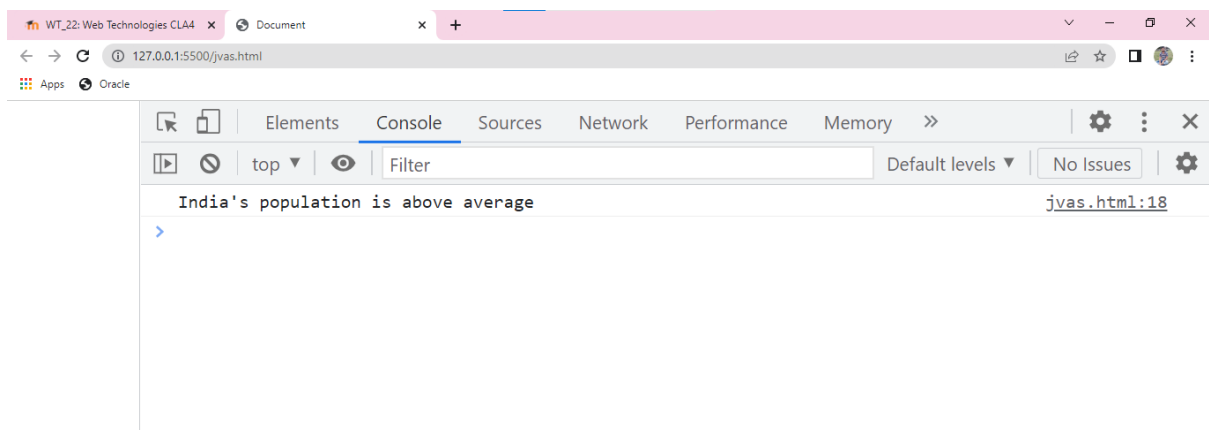 WT_22: Web Technologies CLA4 Document
127.0.0.1:5500/jvas.html
Apps Oracle
Elements Console Sources Network Performance Memory
top Filter Default levels No Issues
India's population is above average jvas.html:18